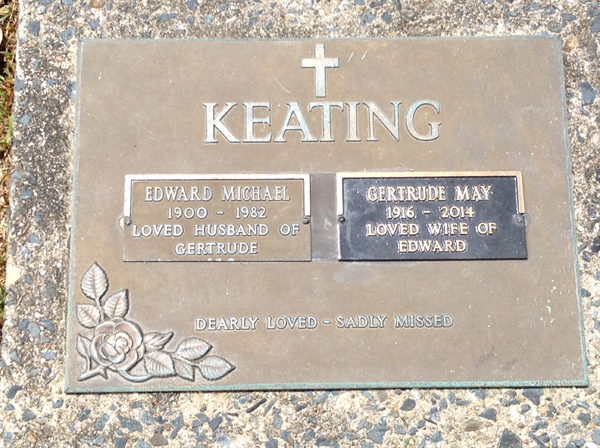 KEATING
EDWARD MICHAEL
1900 - 1982
LOVED HUSBAND OF
GERTRUDE
GERTRUDE MAY
1916 - 2014
LOVED WIFE OF
EDWARD
DEARLY LOVED - SADLY MISSED